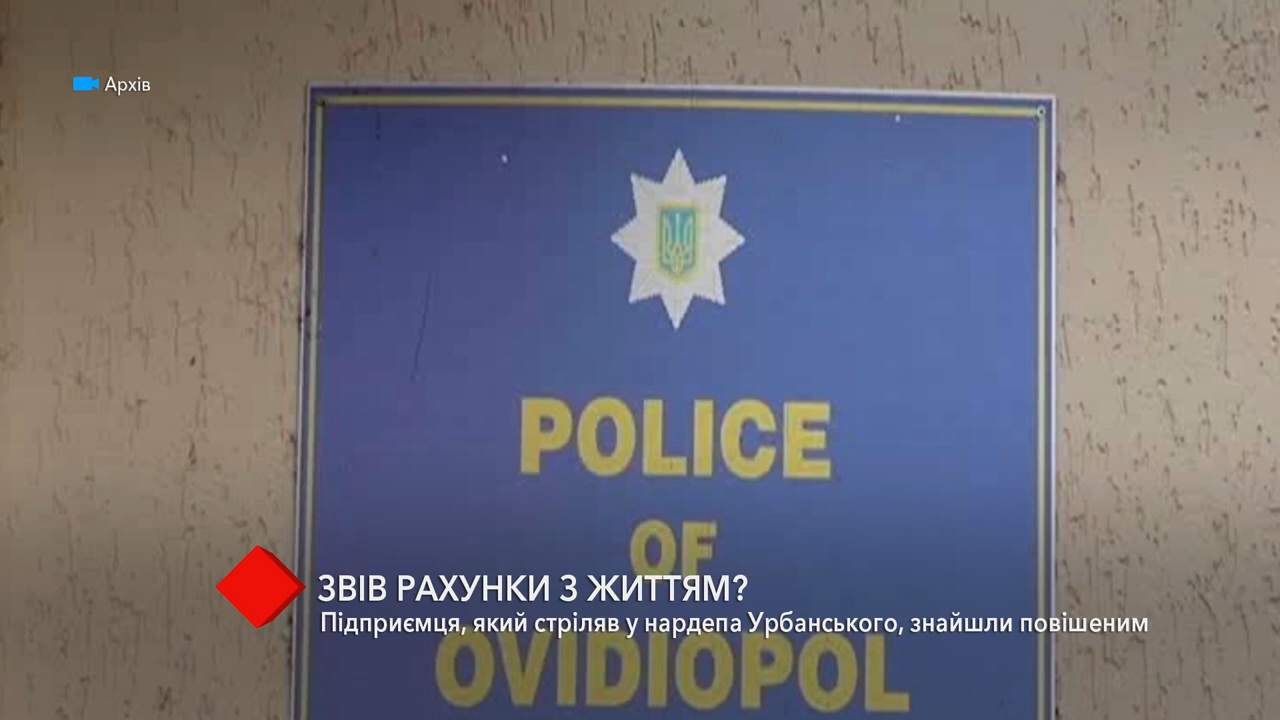 Архів
POLICE
OF
ЗВІВ РАХУНКИ З ЖИТТЯМ?
Підприємця, який стріляв у нардепа Урбанського, знайшли повішеним
OVIDIOPOL